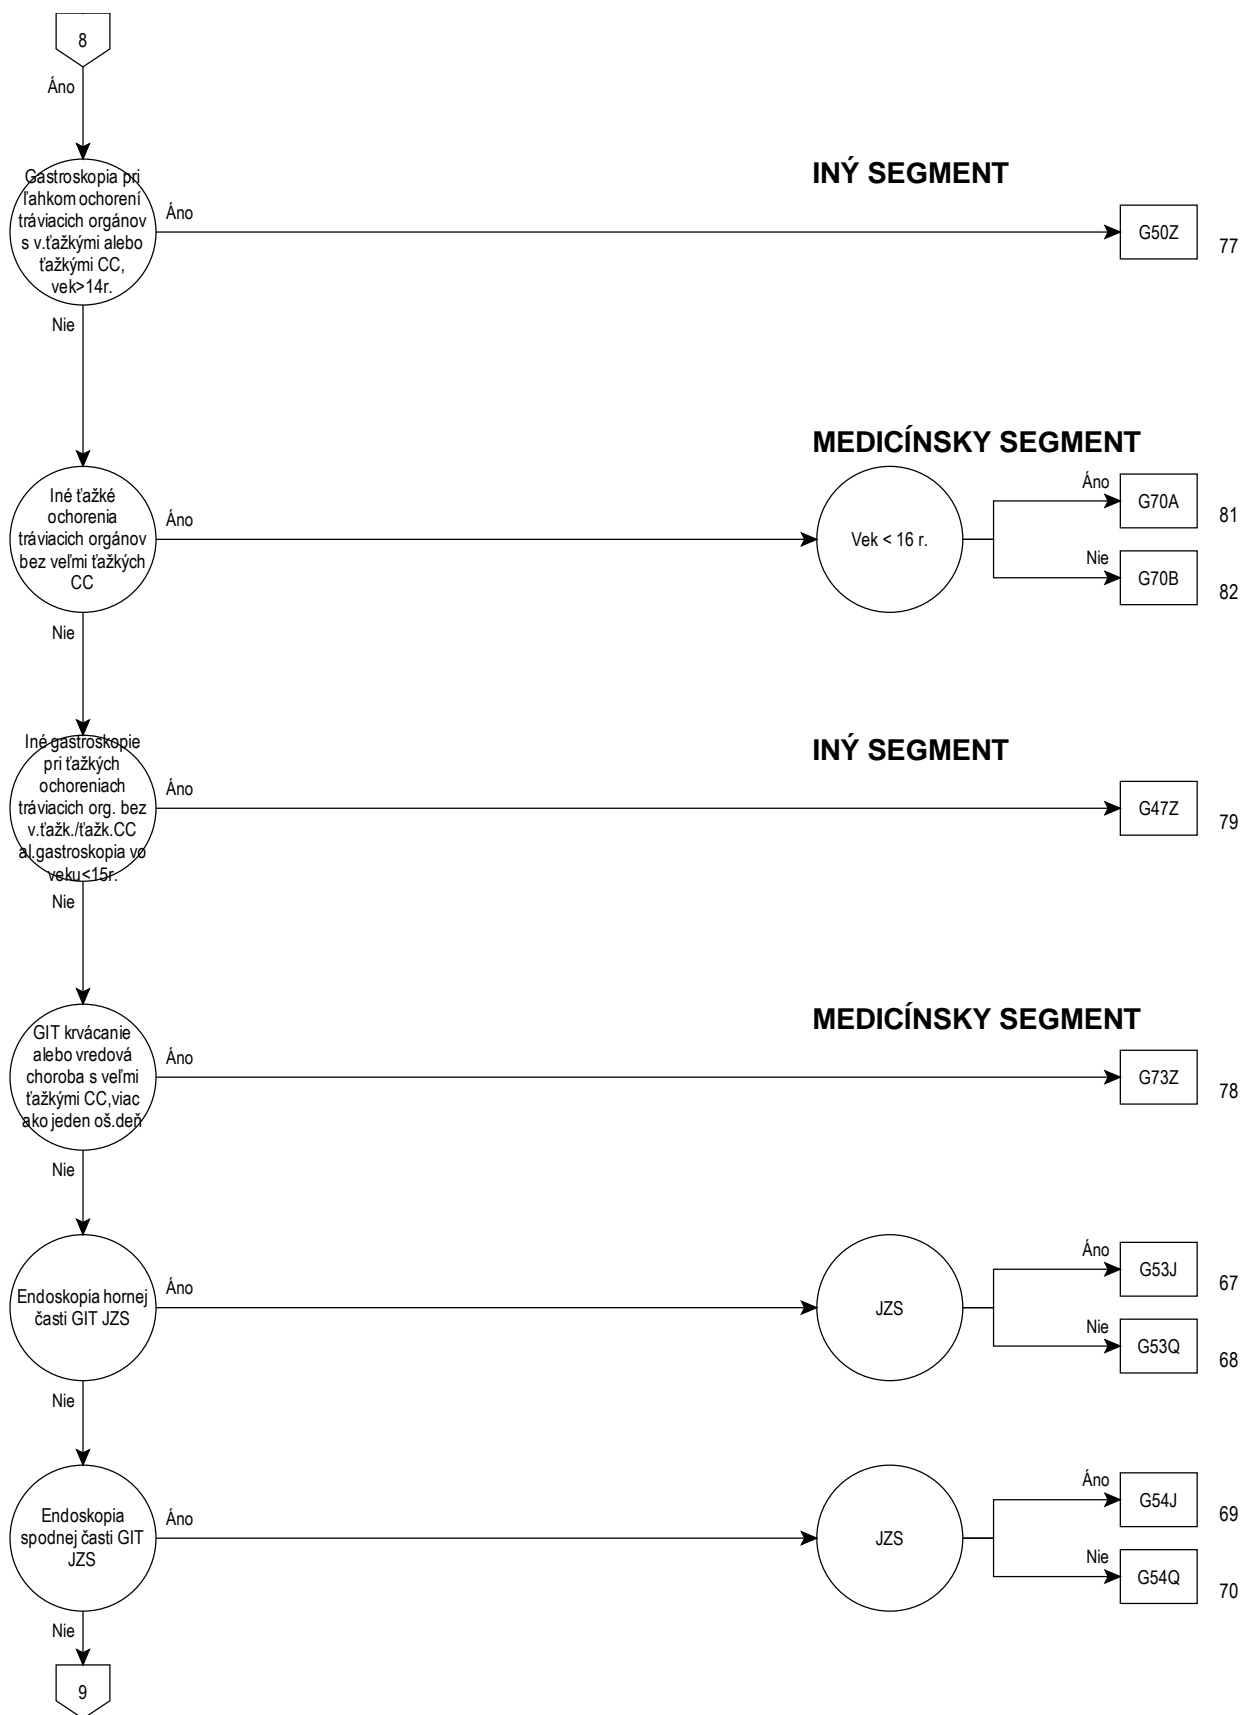 8
Áno
Gastroskopia pri
ľahkom ochorení
tráviacich orgánov
s v.ťažkými alebo
ťažkými CC,
vek>14r.
Áno
INÝ SEGMENT
G50Z
77
Nie
MEDICÍNSKY SEGMENT
Iné ťažké
ochorenia
tráviacich orgánov
bez veľmi ťažkých
CC
Áno
Vek < 16 r.
Áno
G70A
81
Nie
G70B
82
Nie
INÝ SEGMENT
Iné gastroskopie
pri ťažkých
ochoreniach
tráviacich org. bez
v.ťažk./ťažk.CC
al.gastroskopia vo
veku<15r.
Áno
G47Z
79
Nie
MEDICÍNSKY SEGMENT
GIT krvácanie
alebo vredová
choroba s veľmi
ťažkými CC,viac
ako jeden oš.deň
Áno
G73Z
78
Nie
Endoskopia hornej
časti GIT JZS
Áno
JZS
Áno
G53J
67
Nie
G53Q
68
Nie
Endoskopia
spodnej časti GIT
JZS
Áno
JZS
Áno
G54J
69
Nie
G54Q
70
Nie
9